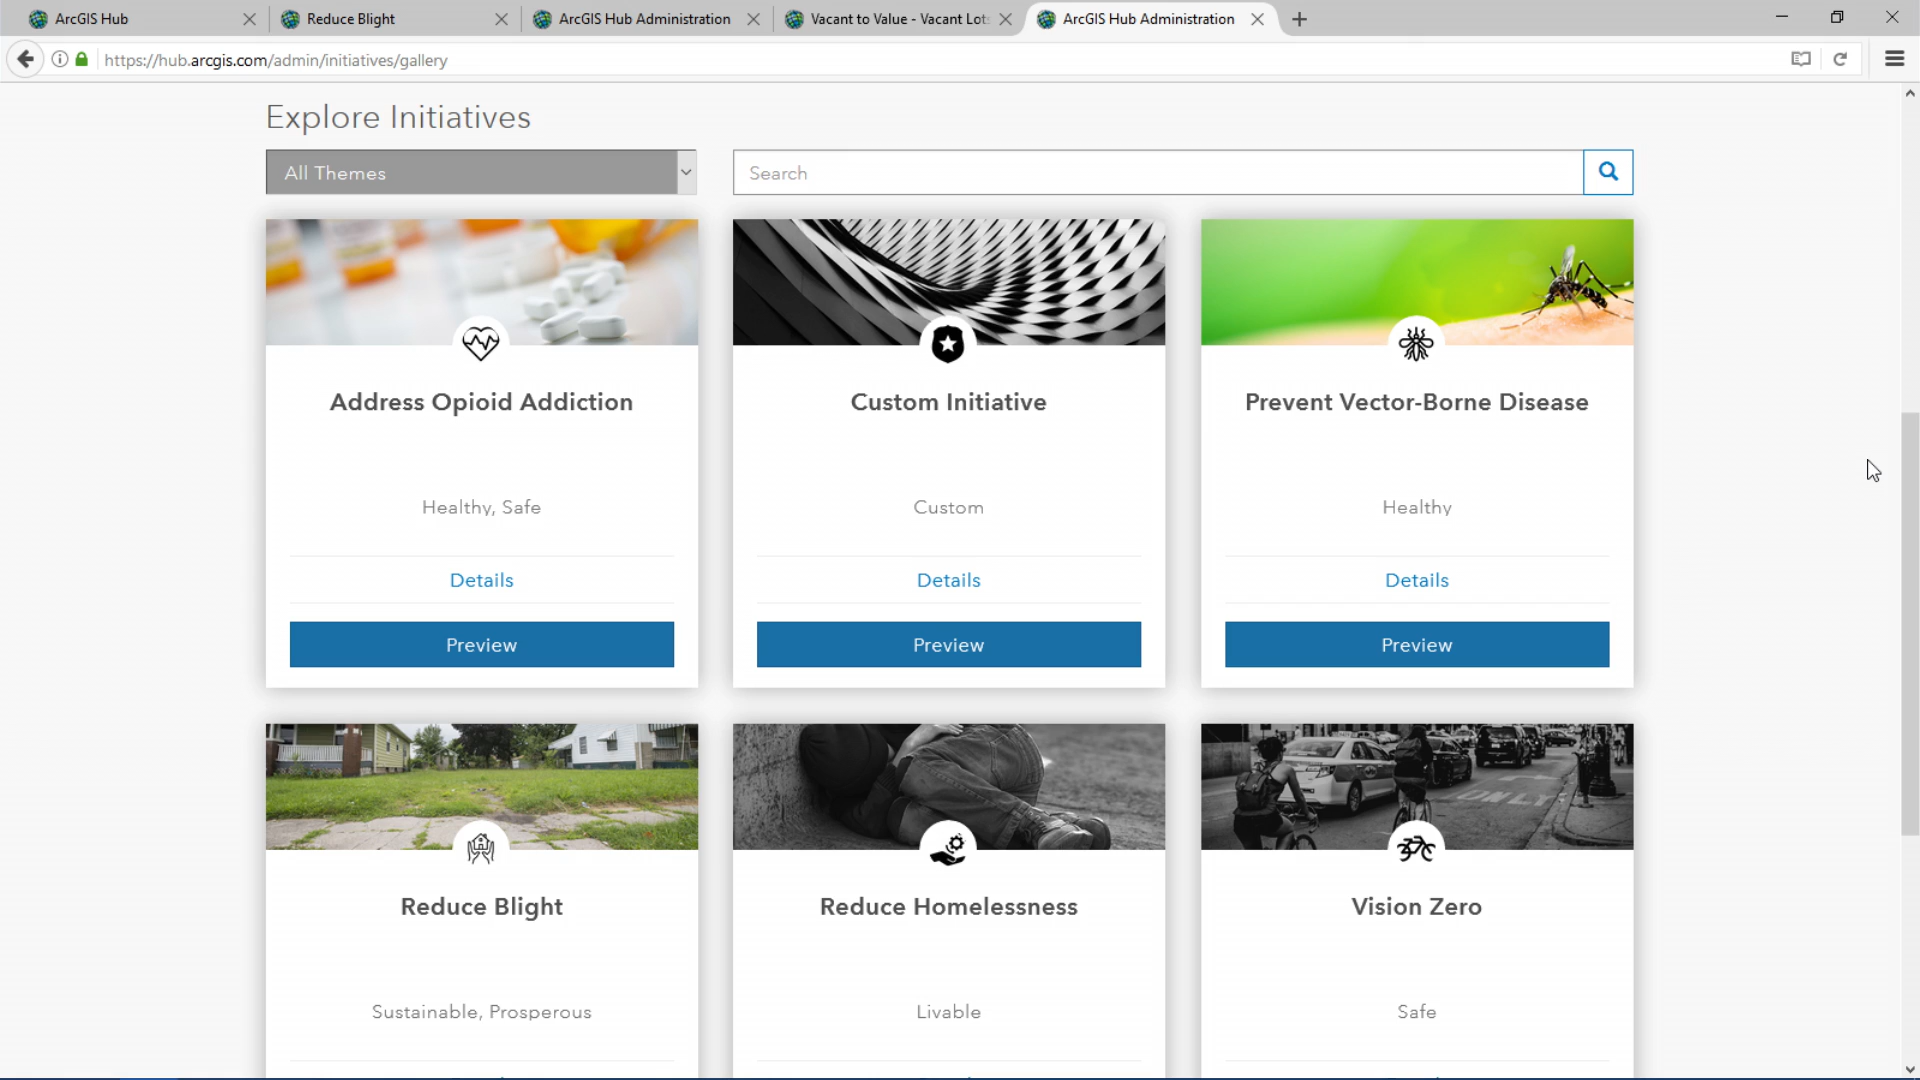 ArcGIS Hub
Reduce Blight
ArcGIS Hub Administration
Vacant to Value - Vacant Lot
ArcGIS Hub Administration
https://hub.arcgis.com/admin/initiatives/gallery
Explore Initiatives
All Themes
Search
Address Opioid Addiction
Custom Initiative
Prevent Vector-Borne Disease
Healthy, Safe
Custom
Healthy
Details
Details
Details
Preview
Preview
Preview
ONLY
Reduce Blight
Reduce Homelessness
Vision Zero
Sustainable, Prosperous
Livable
Safe